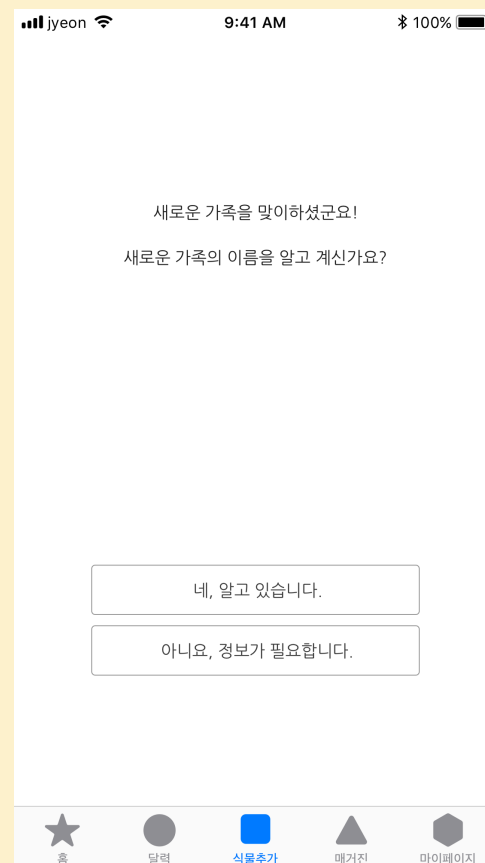 jyeon 9:41 AM 100%
새로운 가족을 맞이하셨군요!
새로운 가족의 이름을 알고 계신가요?
네, 알고 있습니다.
아니요, 정보가 필요합니다.
홈 달력 식물추가 매거진 마이페이지